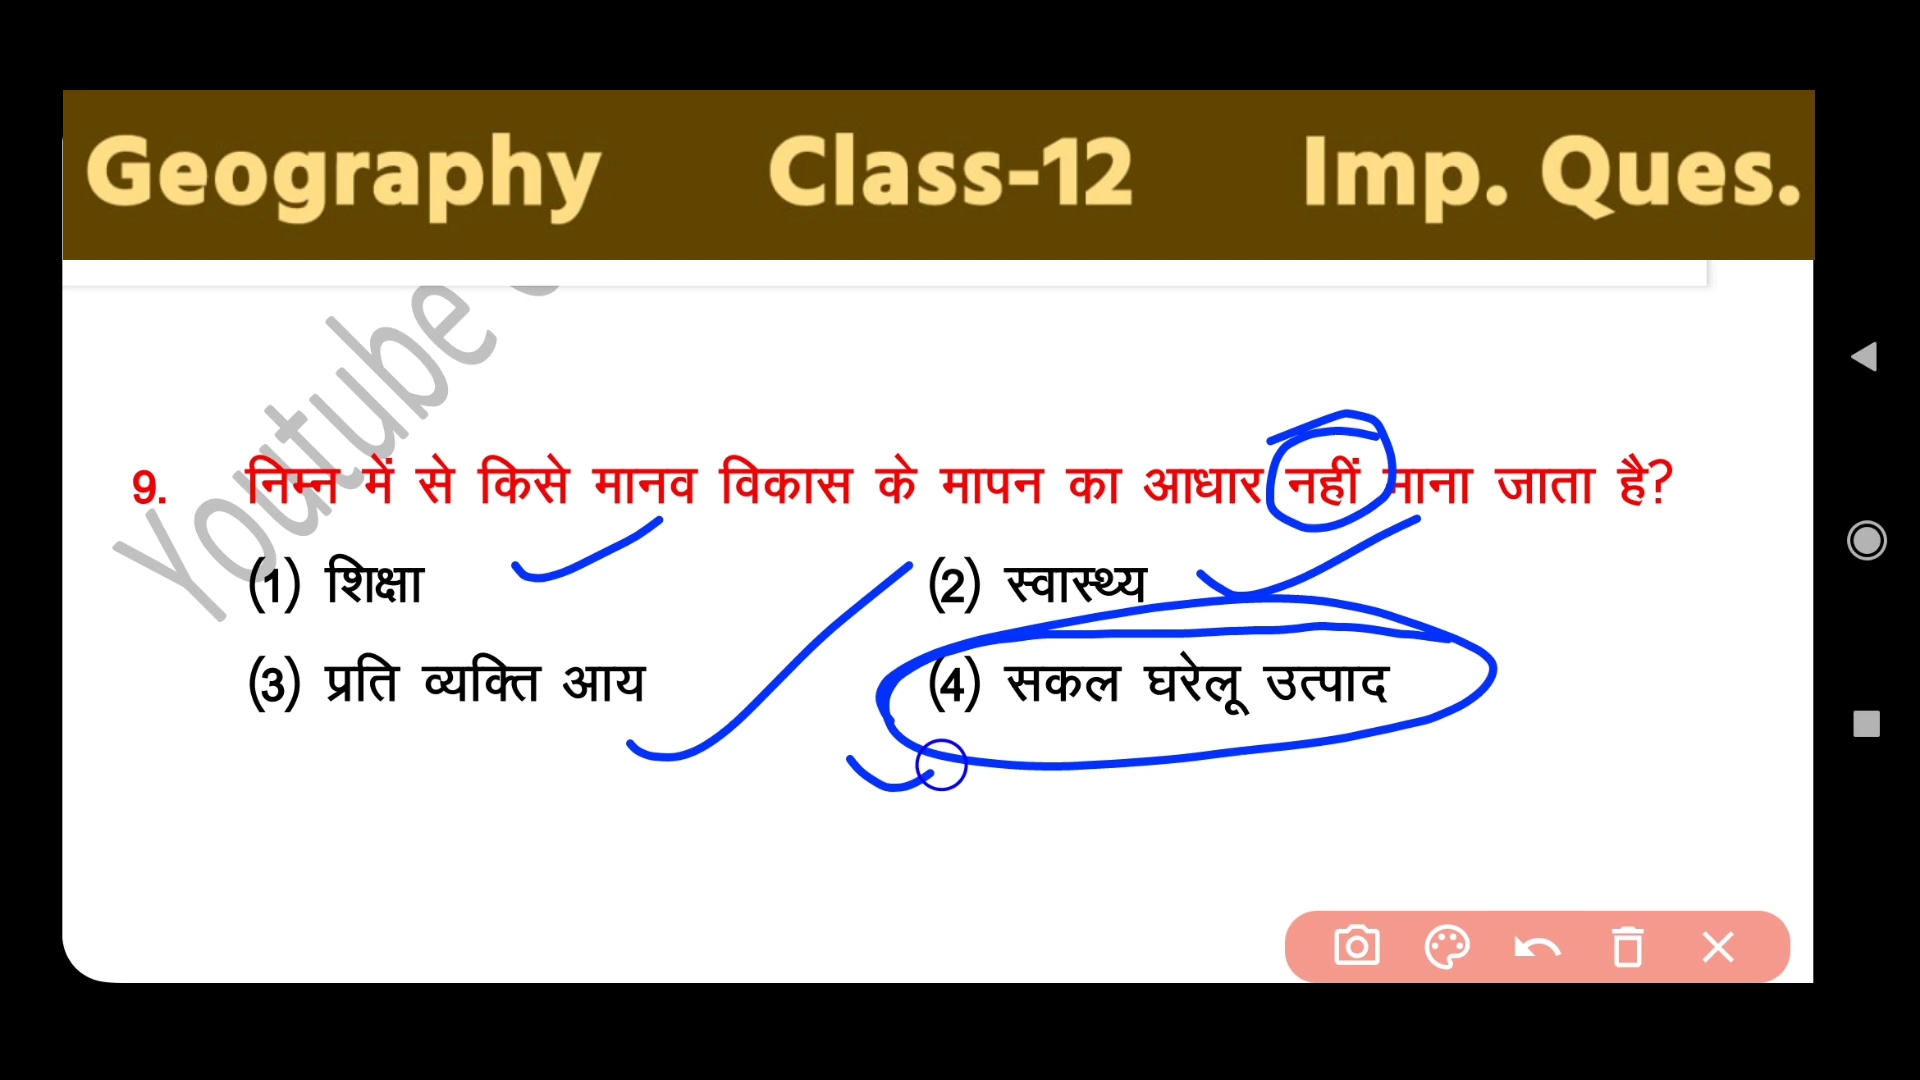 Geography Class-12 Imp. Ques.
Youtube
9. निम्न में से किसे मानव विकास के मापन का आधार नहीं माना जाता है?
(1) शिक्षा (2) स्वास्थ्य
(3) प्रति व्यक्ति आय (4) सकल घरेलू उत्पाद